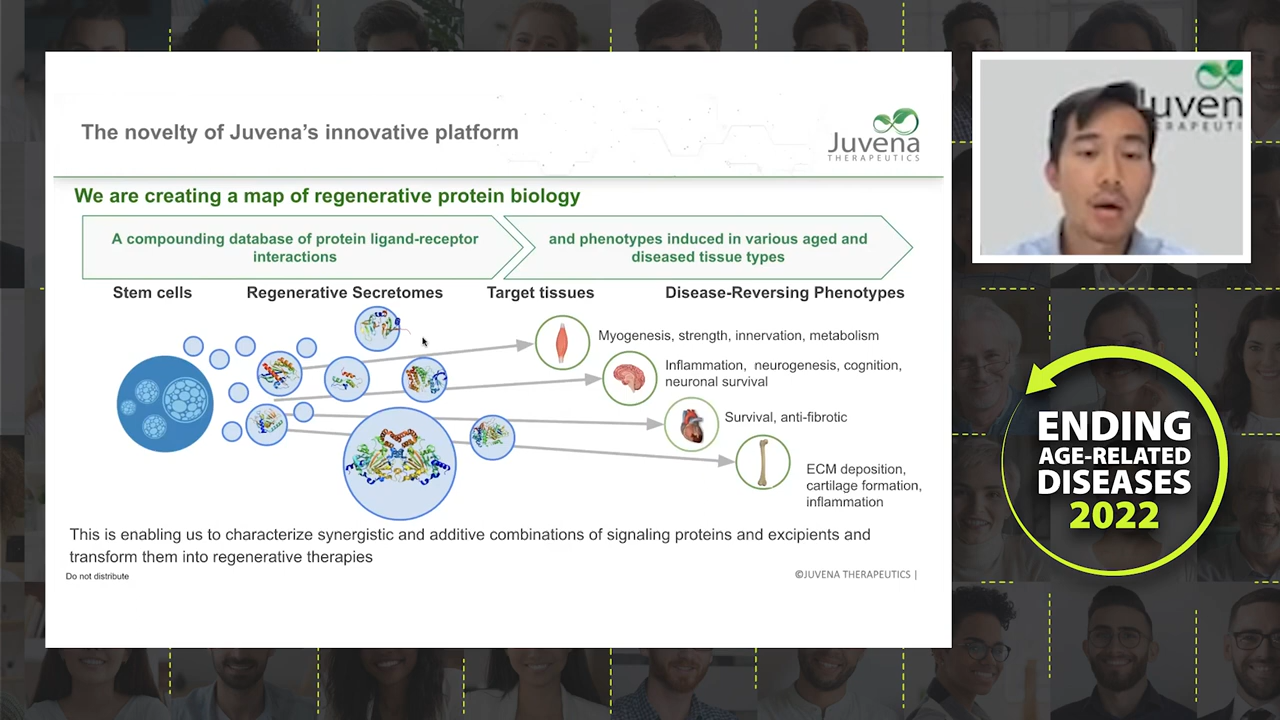 The novelty of Juvena's innovative platform
Juvena
THERAPEUTICS
We are creating a map of regenerative protein biology
A compounding database of protein ligand-receptor
interactions
and phenotypes induced in various aged and
diseased tissue types
Stem cells
Regenerative Secretomes
Target tissues
Disease-Reversing Phenotypes
Myogenesis, strength, innervation, metabolism
Inflammation, neurogenesis, cognition,
neuronal survival
Survival, anti-fibrotic
ECM deposition,
cartilage formation,
inflammation
This is enabling us to characterize synergistic and additive combinations of signaling proteins and excipients and
transform them into regenerative therapies
Do not distribute
©JUVENA THERAPEUTICS |
Juven
ERAPEUTI
ENDING
AGE-RELATED
DISEASES
2022